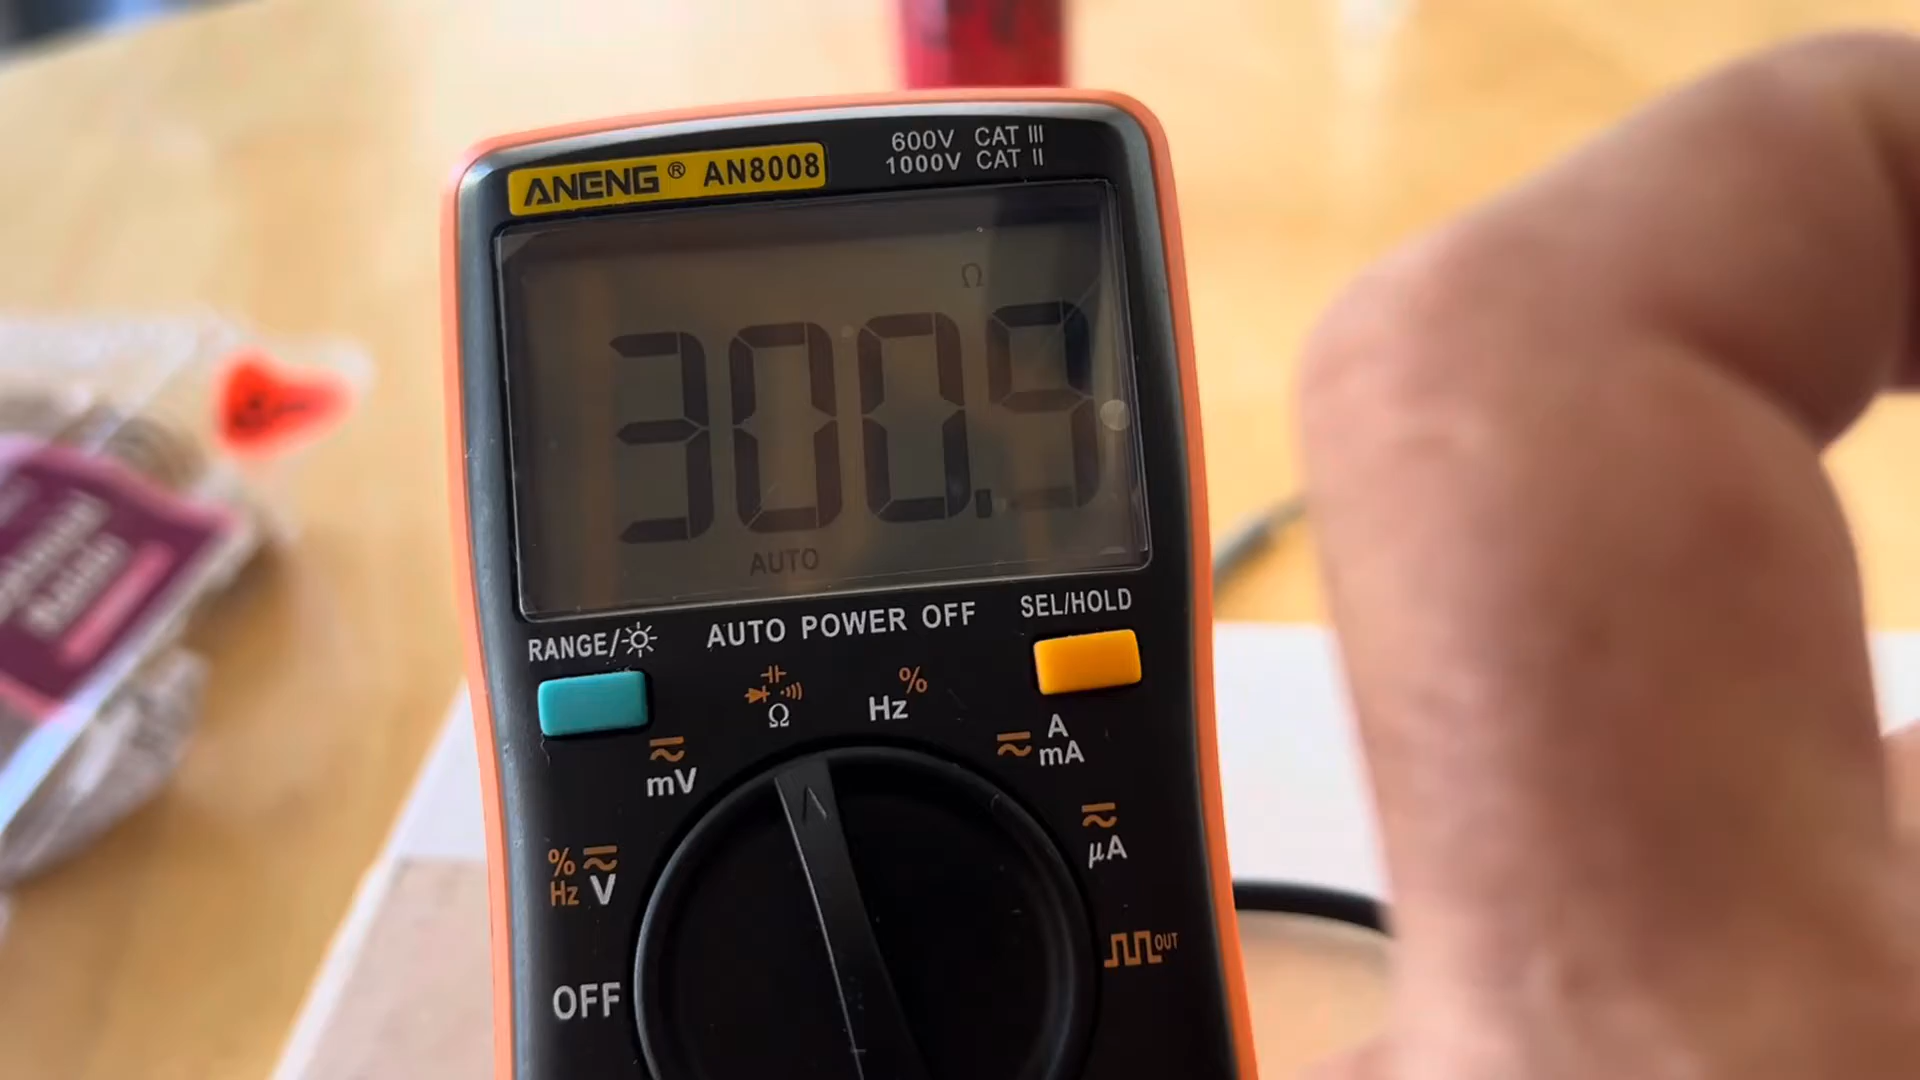 ANENG® AN8008
600V CAT III
1000V CAT II
Ω
300.9
AUTO
RANGE/
AUTO POWER OFF
SEL/HOLD
Ω
Hz %
mV
A
mA
% Hz V
µA
OFF
OUT